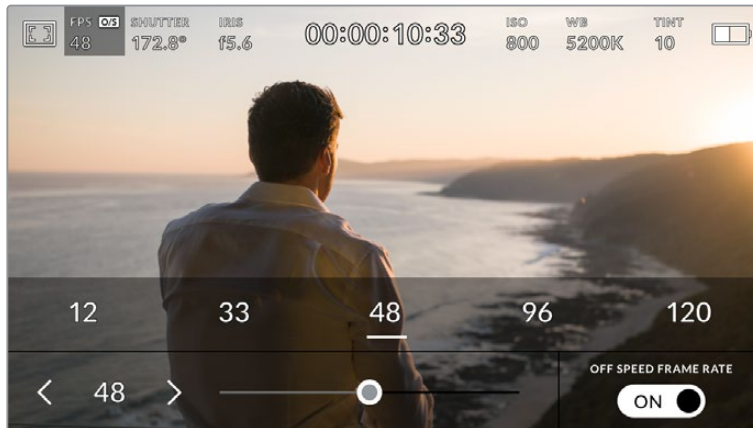 FPS O/S SHUTTER IRIS 00:00:10:33 ISO WB TINT
48 172.8° f5.6 800 5200K 10
12 33 48 96 120
OFF SPEED FRAME RATE
48 ON